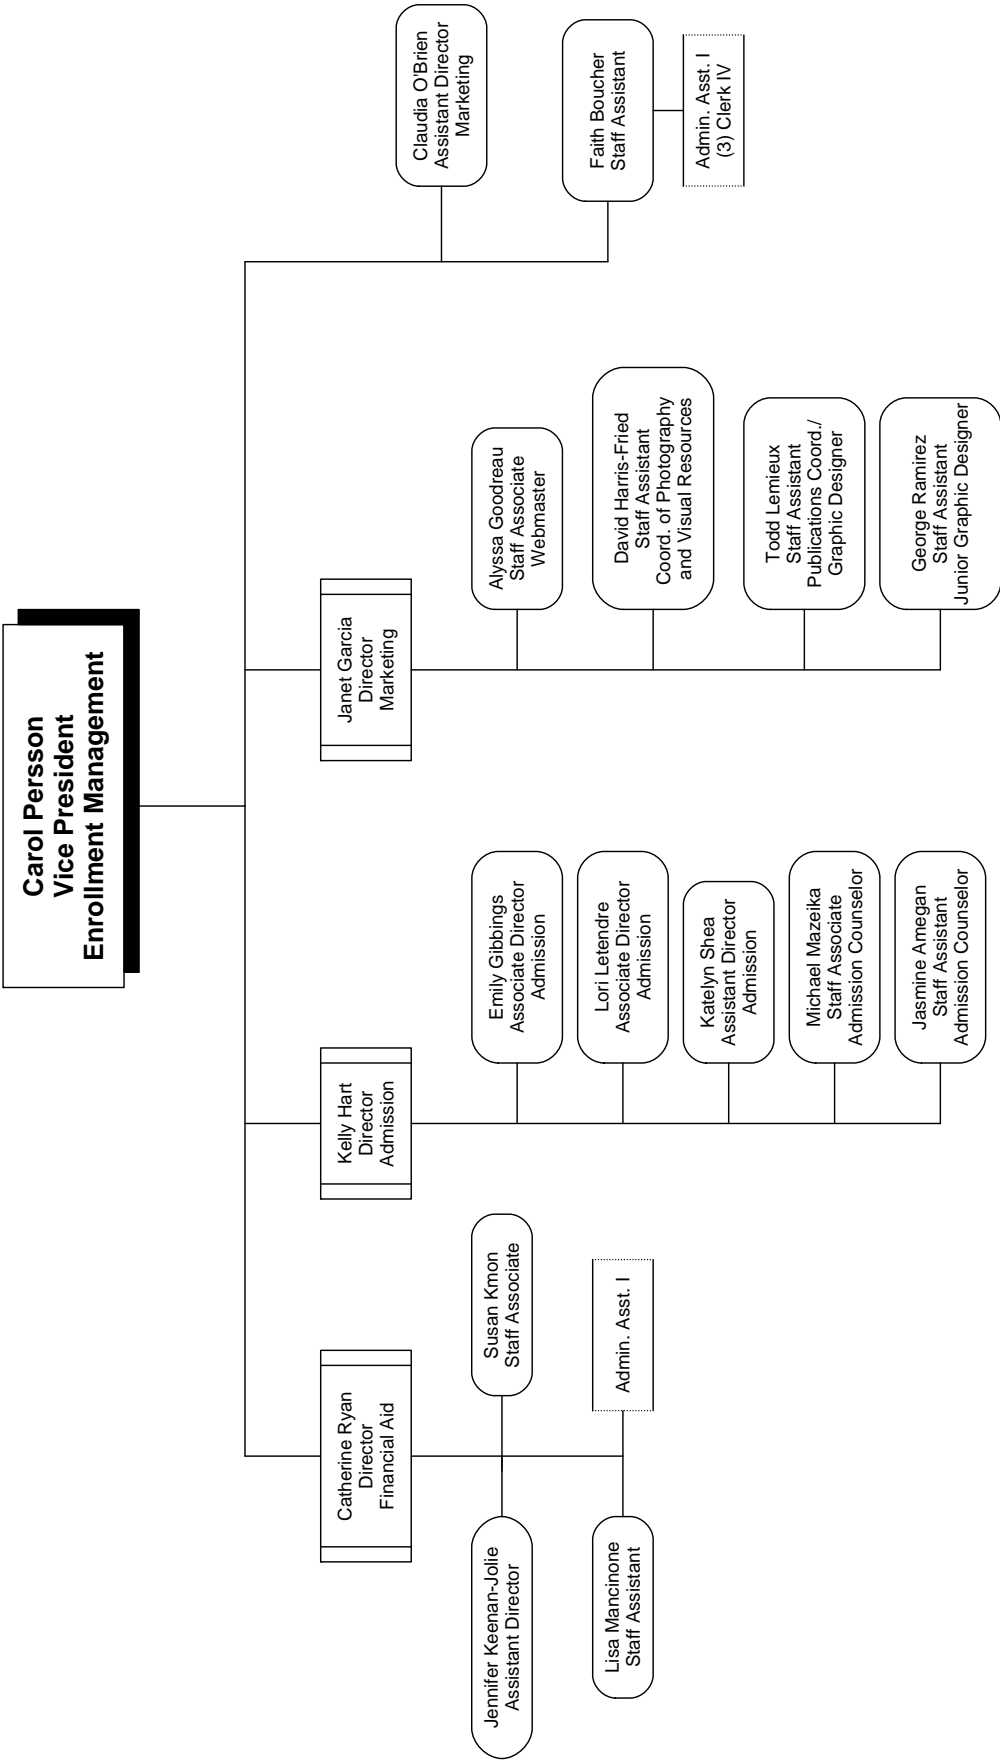 Carol Persson
Vice President
Enrollment Management
Catherine Ryan
Director
Financial Aid
Jennifer Keenan-Jolie
Assistant Director
Susan Kmon
Staff Associate
Lisa Mancinone
Staff Assistant
Admin. Asst. I
Kelly Hart
Director
Admission
Emily Gibbings
Associate Director
Admission
Lori Letendre
Associate Director
Admission
Katelyn Shea
Assistant Director
Admission
Michael Mazeika
Staff Associate
Admission Counselor
Jasmine Amegan
Staff Assistant
Admission Counselor
Janet Garcia
Director
Marketing
Alyssa Goodreau
Staff Associate
Webmaster
David Harris-Fried
Staff Assistant
Coord. of Photography
and Visual Resources
Todd Lemieux
Staff Assistant
Publications Coord./
Graphic Designer
George Ramirez
Staff Assistant
Junior Graphic Designer
Claudia O'Brien
Assistant Director
Marketing
Faith Boucher
Staff Assistant
Admin. Asst. I
(3) Clerk IV